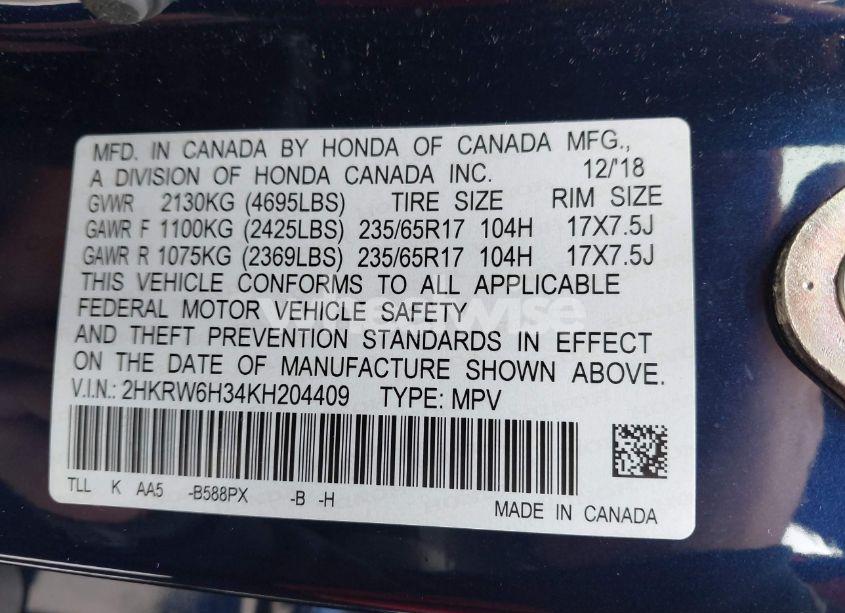 MFD. IN CANADA BY HONDA OF CANADA MFG.,
A DIVISION OF HONDA CANADA INC. 12/'18
GVWR 2130KG (4695LBS) TIRE SIZE RIM SIZE
GAWR F 1100KG (2425LBS) 235/65R17 104H 17X7.5J
GAWR R 1075KG (2369LBS) 235/65R17 104H 17X7.5J
THIS VEHICLE CONFORMS TO ALL APPLICABLE
FEDERAL MOTOR VEHICLE SAFETY
AND THEFT PREVENTION STANDARDS IN EFFECT
ON THE DATE OF MANUFACTURE SHOWN ABOVE.
V.I.N.: 2HKRW6H34KH204409 TYPE: MPV
TLL K AA5 -B588PX -B -H
MADE IN CANADA